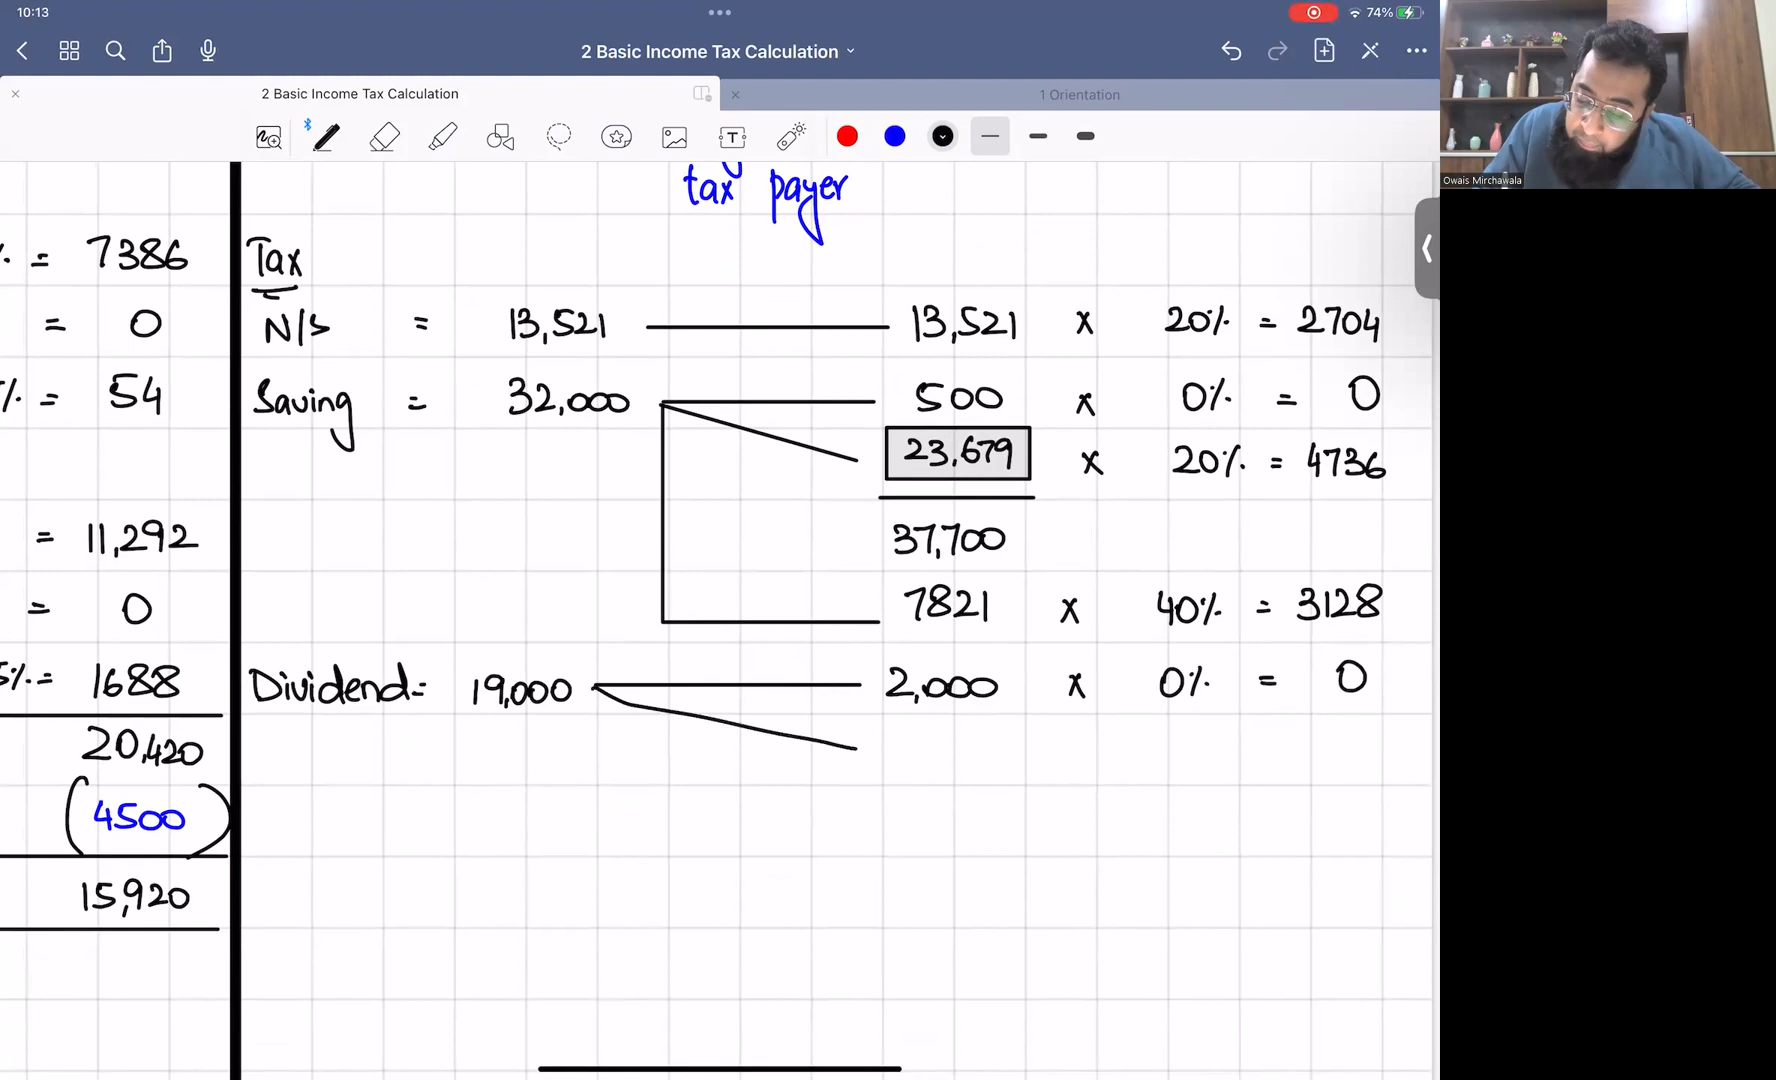 10:13
74%
2 Basic Income Tax Calculation
2 Basic Income Tax Calculation
1 Orientation
T
Owais Mirchawala
tax payer
% = 7386
= 0
% = 54
= 11,292
= 0
5% = 1688
20,420
(4500)
15,920
Tax
N/S = 13,521 13,521 x 20% = 2704
Saving = 32,000 500 x 0% = 0
23,679 x 20% = 4736
37,700
7821 x 40% = 3128
Dividend = 19,000 2,000 x 0% = 0